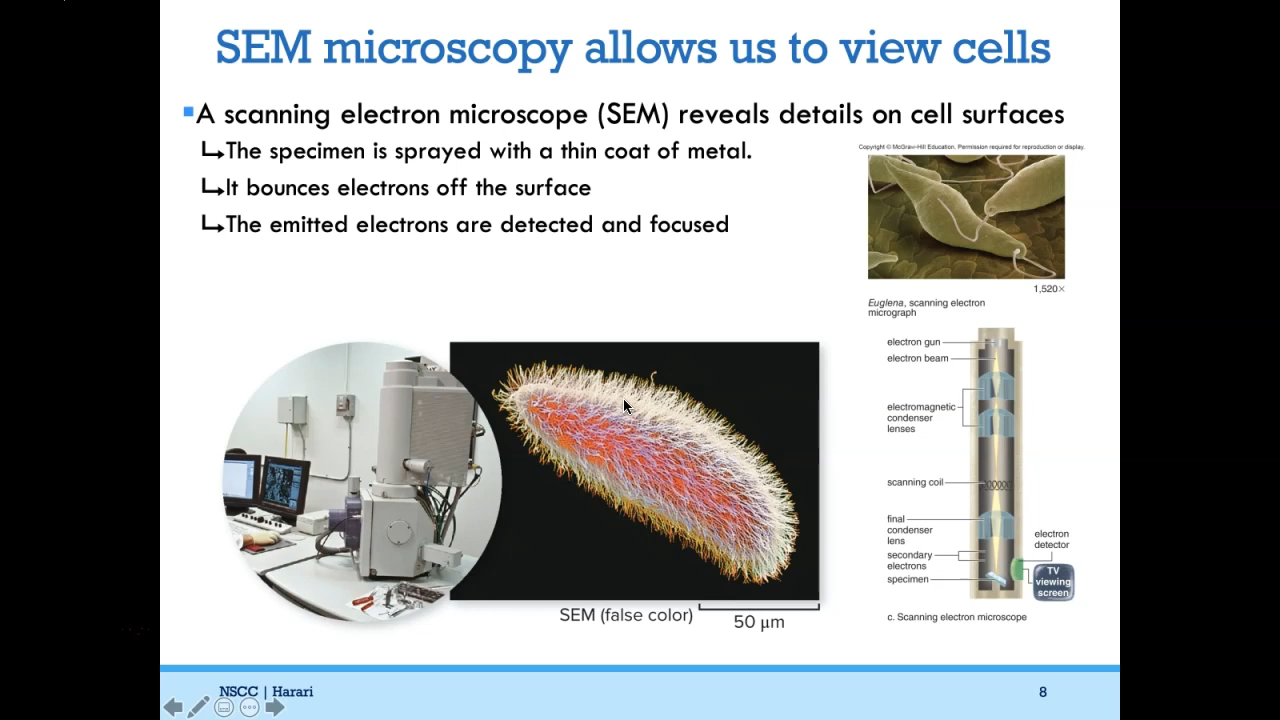 SEM microscopy allows us to view cells
A scanning electron microscope (SEM) reveals details on cell surfaces
The specimen is sprayed with a thin coat of metal.
It bounces electrons off the surface
The emitted electrons are detected and focused
Copyright © McGraw-Hill Education. Permission required for reproduction or display.
1,520×
Euglena, scanning electron
micrograph
electron gun
electron beam
electromagnetic
condenser
lenses
scanning coil
final
condenser
lens
electron
detector
secondary
electrons
specimen
TV
viewing
screen
c. Scanning electron microscope
SEM (false color)
50 µm
NSCC | Harari
8